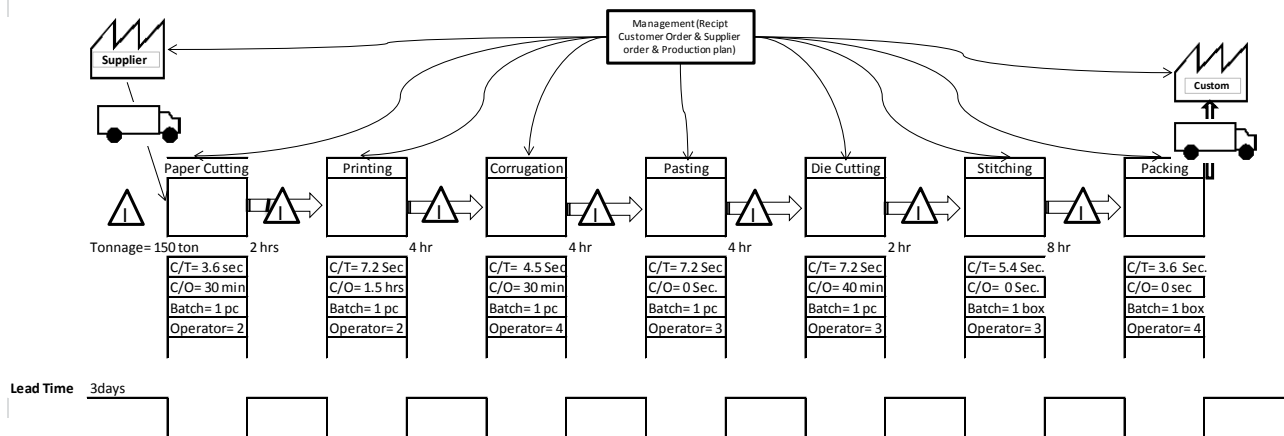 Management (Recipt
Customer Order & Supplier
order & Production plan)
Supplier
Custom
Paper Cutting
Printing
Corrugation
Pasting
Die Cutting
Stitching
Packing
I
I
I
I
I
I
I
Tonnage= 150 ton
2 hrs
4 hr
4 hr
4 hr
2 hr
8 hr
C/T= 3.6 Sec
C/O= 30 min
Batch= 1 pc
Operator= 2
C/T= 7.2 Sec
C/O= 1.5 hrs
Batch= 1 pc
Operator= 2
C/T= 4.5 Sec
C/O= 30 min
Batch= 1 pc
Operator= 4
C/T= 7.2 Sec
C/O= 0 Sec.
Batch= 1 pc
Operator= 3
C/T= 7.2 Sec
C/O= 40 min
Batch= 1 pc
Operator= 3
C/T= 5.4 Sec.
C/O= 0 Sec.
Batch= 1 box
Operator= 3
C/T= 3.6 Sec.
C/O= 0 sec
Batch= 1 box
Operator= 4
Lead Time 3days